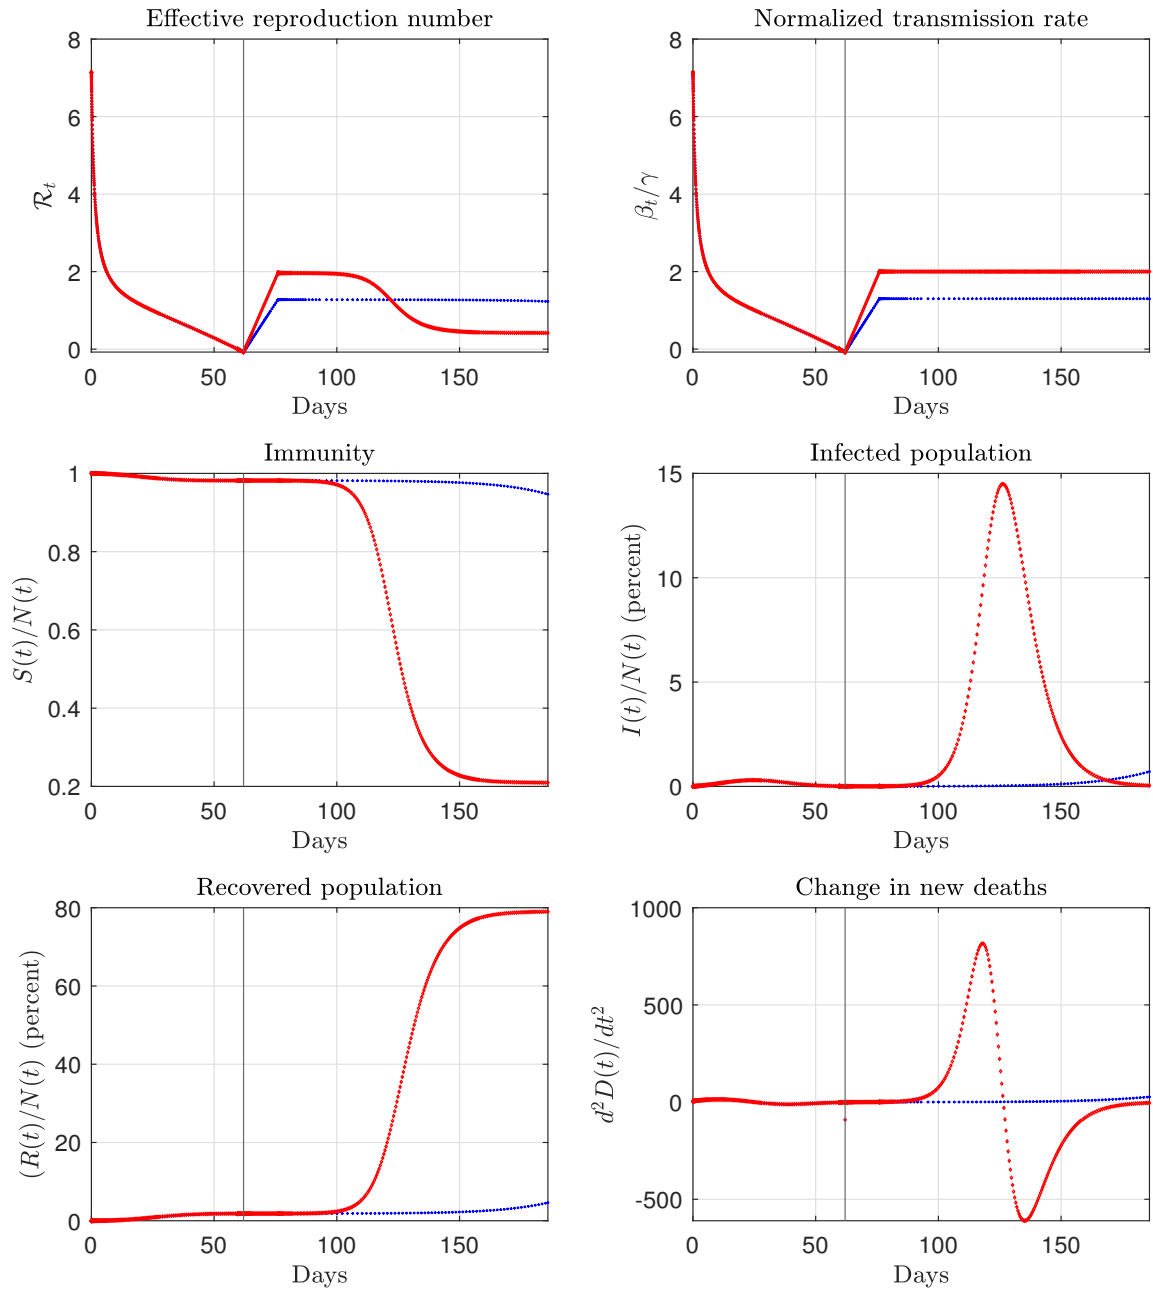 Effective reproduction number
8
6
4
2
0
ℛₜ
0 50 100 150
Days
Normalized transmission rate
8
6
4
2
0
βₜ/γ
0 50 100 150
Days
Immunity
1
0.8
0.6
0.4
0.2
S(t)/N(t)
0 50 100 150
Days
Infected population
15
10
5
0
I(t)/N(t) (percent)
0 50 100 150
Days
Recovered population
80
60
40
20
0
(R(t)/N(t) (percent)
0 50 100 150
Days
Change in new deaths
1000
500
0
-500
d²D(t)/dt²
0 50 100 150
Days